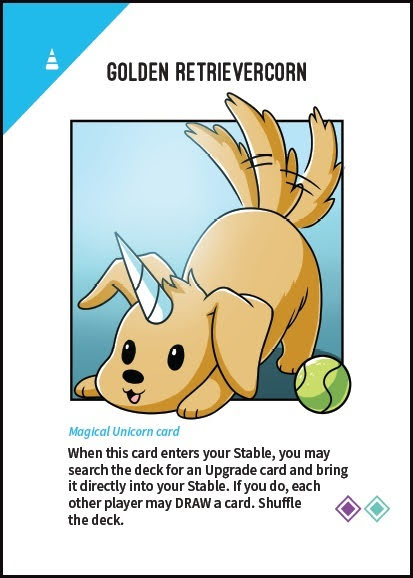 GOLDEN RETRIEVERCORN
Magical Unicorn card
When this card enters your Stable, you may
search the deck for an Upgrade card and bring
it directly into your Stable. If you do, each
other player may DRAW a card. Shuffle
the deck.